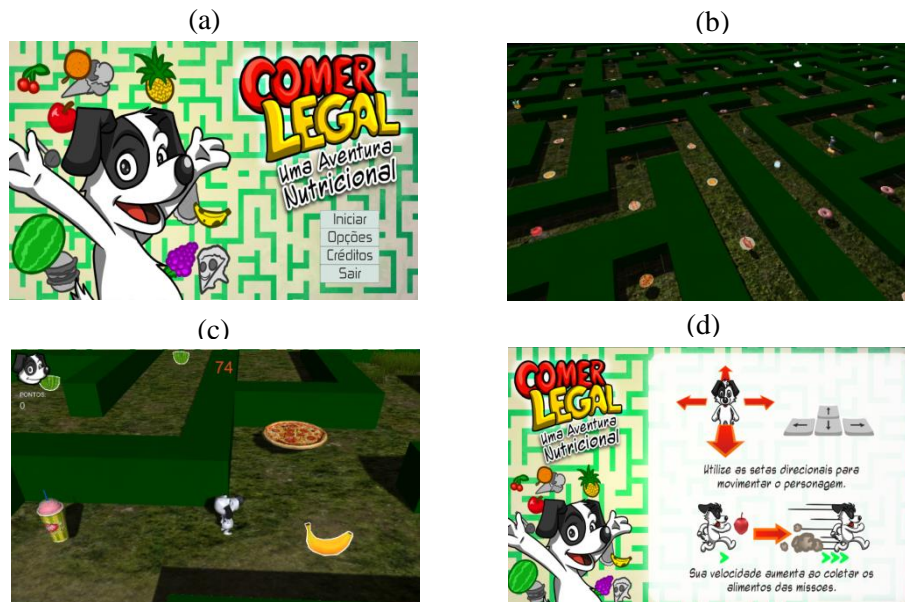 (a)
COMER
LEGAL
Uma Aventura
Nutricional
Iniciar
Opções
Créditos
Sair
(b)
(c)
74
PONTOS:
0
(d)
COMER
LEGAL
Uma Aventura
Nutricional
Utilize as setas direcionais para
movimentar o personagem.
Sua velocidade aumenta ao coletar os
alimentos das missoes.